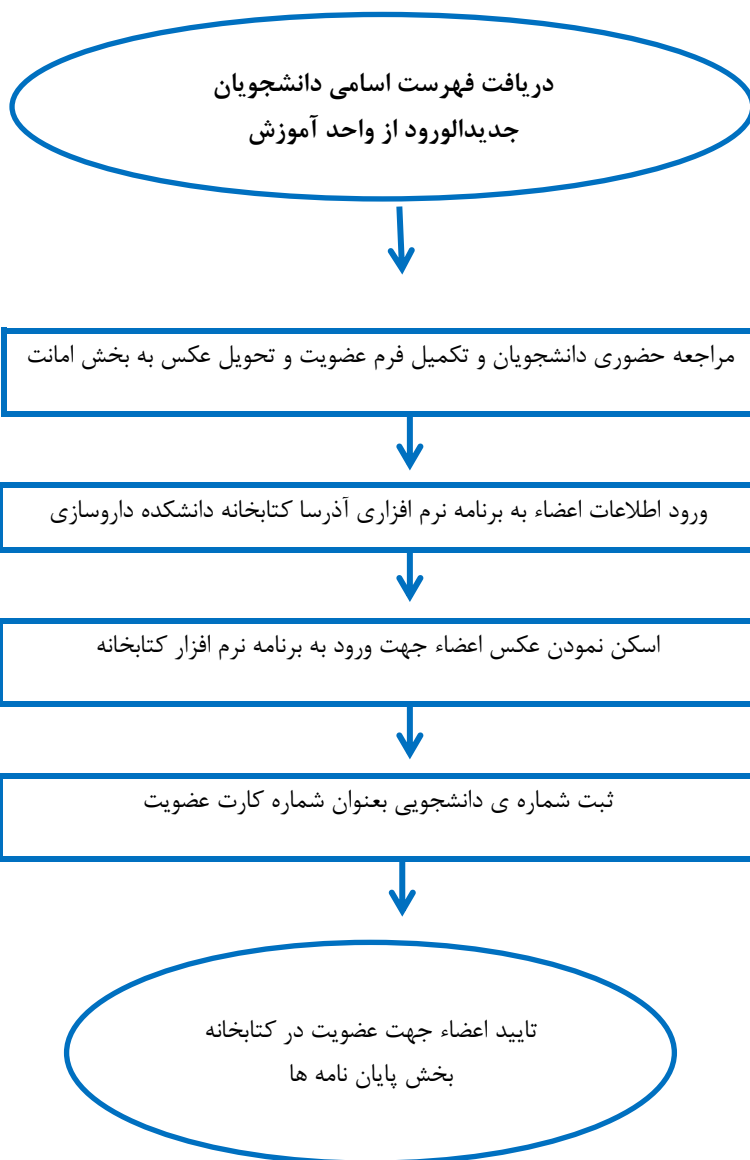 دریافت فهرست اسامی دانشجویان
جدیدالورود از واحد آموزش
مراجعه حضوری دانشجویان و تکمیل فرم عضویت و تحویل عکس به بخش امانت
ورود اطلاعات اعضاء به برنامه نرم افزاری آذرسا کتابخانه دانشکده داروسازی
اسکن نمودن عکس اعضاء جهت ورود به برنامه نرم افزار کتابخانه
ثبت شماره ی دانشجویی بعنوان شماره کارت عضویت
تایید اعضاء جهت عضویت در کتابخانه
بخش پایان نامه ها